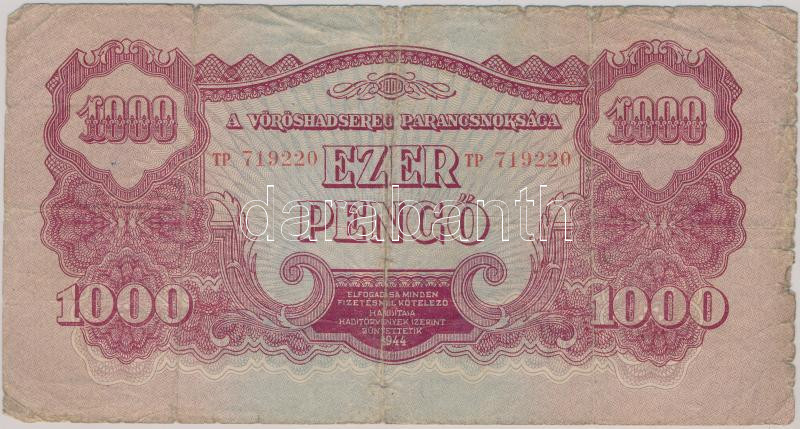 1000 1000
A VÖRÖSHADSEREG PARANCSNOKSÁGA
TP 719220 EZER TP 719220
PENGŐ
darabanth
1000 1000
ELFOGADÁSA MINDEN
FIZETÉSNÉL KÖTELEZŐ
HAMISÍTÁSA
HADITÖRVÉNYEK SZERINT
BÜNTETTETIK
1944